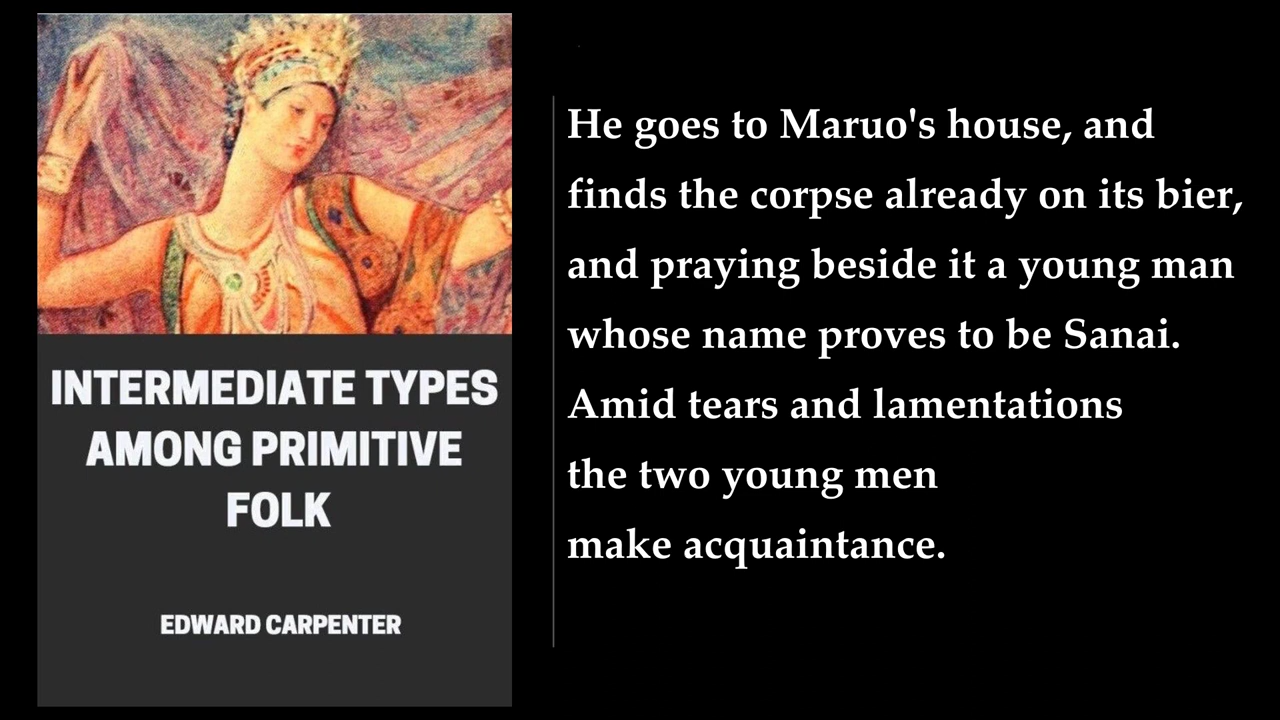 INTERMEDIATE TYPES
AMONG PRIMITIVE
FOLK
EDWARD CARPENTER
He goes to Maruo's house, and
finds the corpse already on its bier,
and praying beside it a young man
whose name proves to be Sanai.
Amid tears and lamentations
the two young men
make acquaintance.